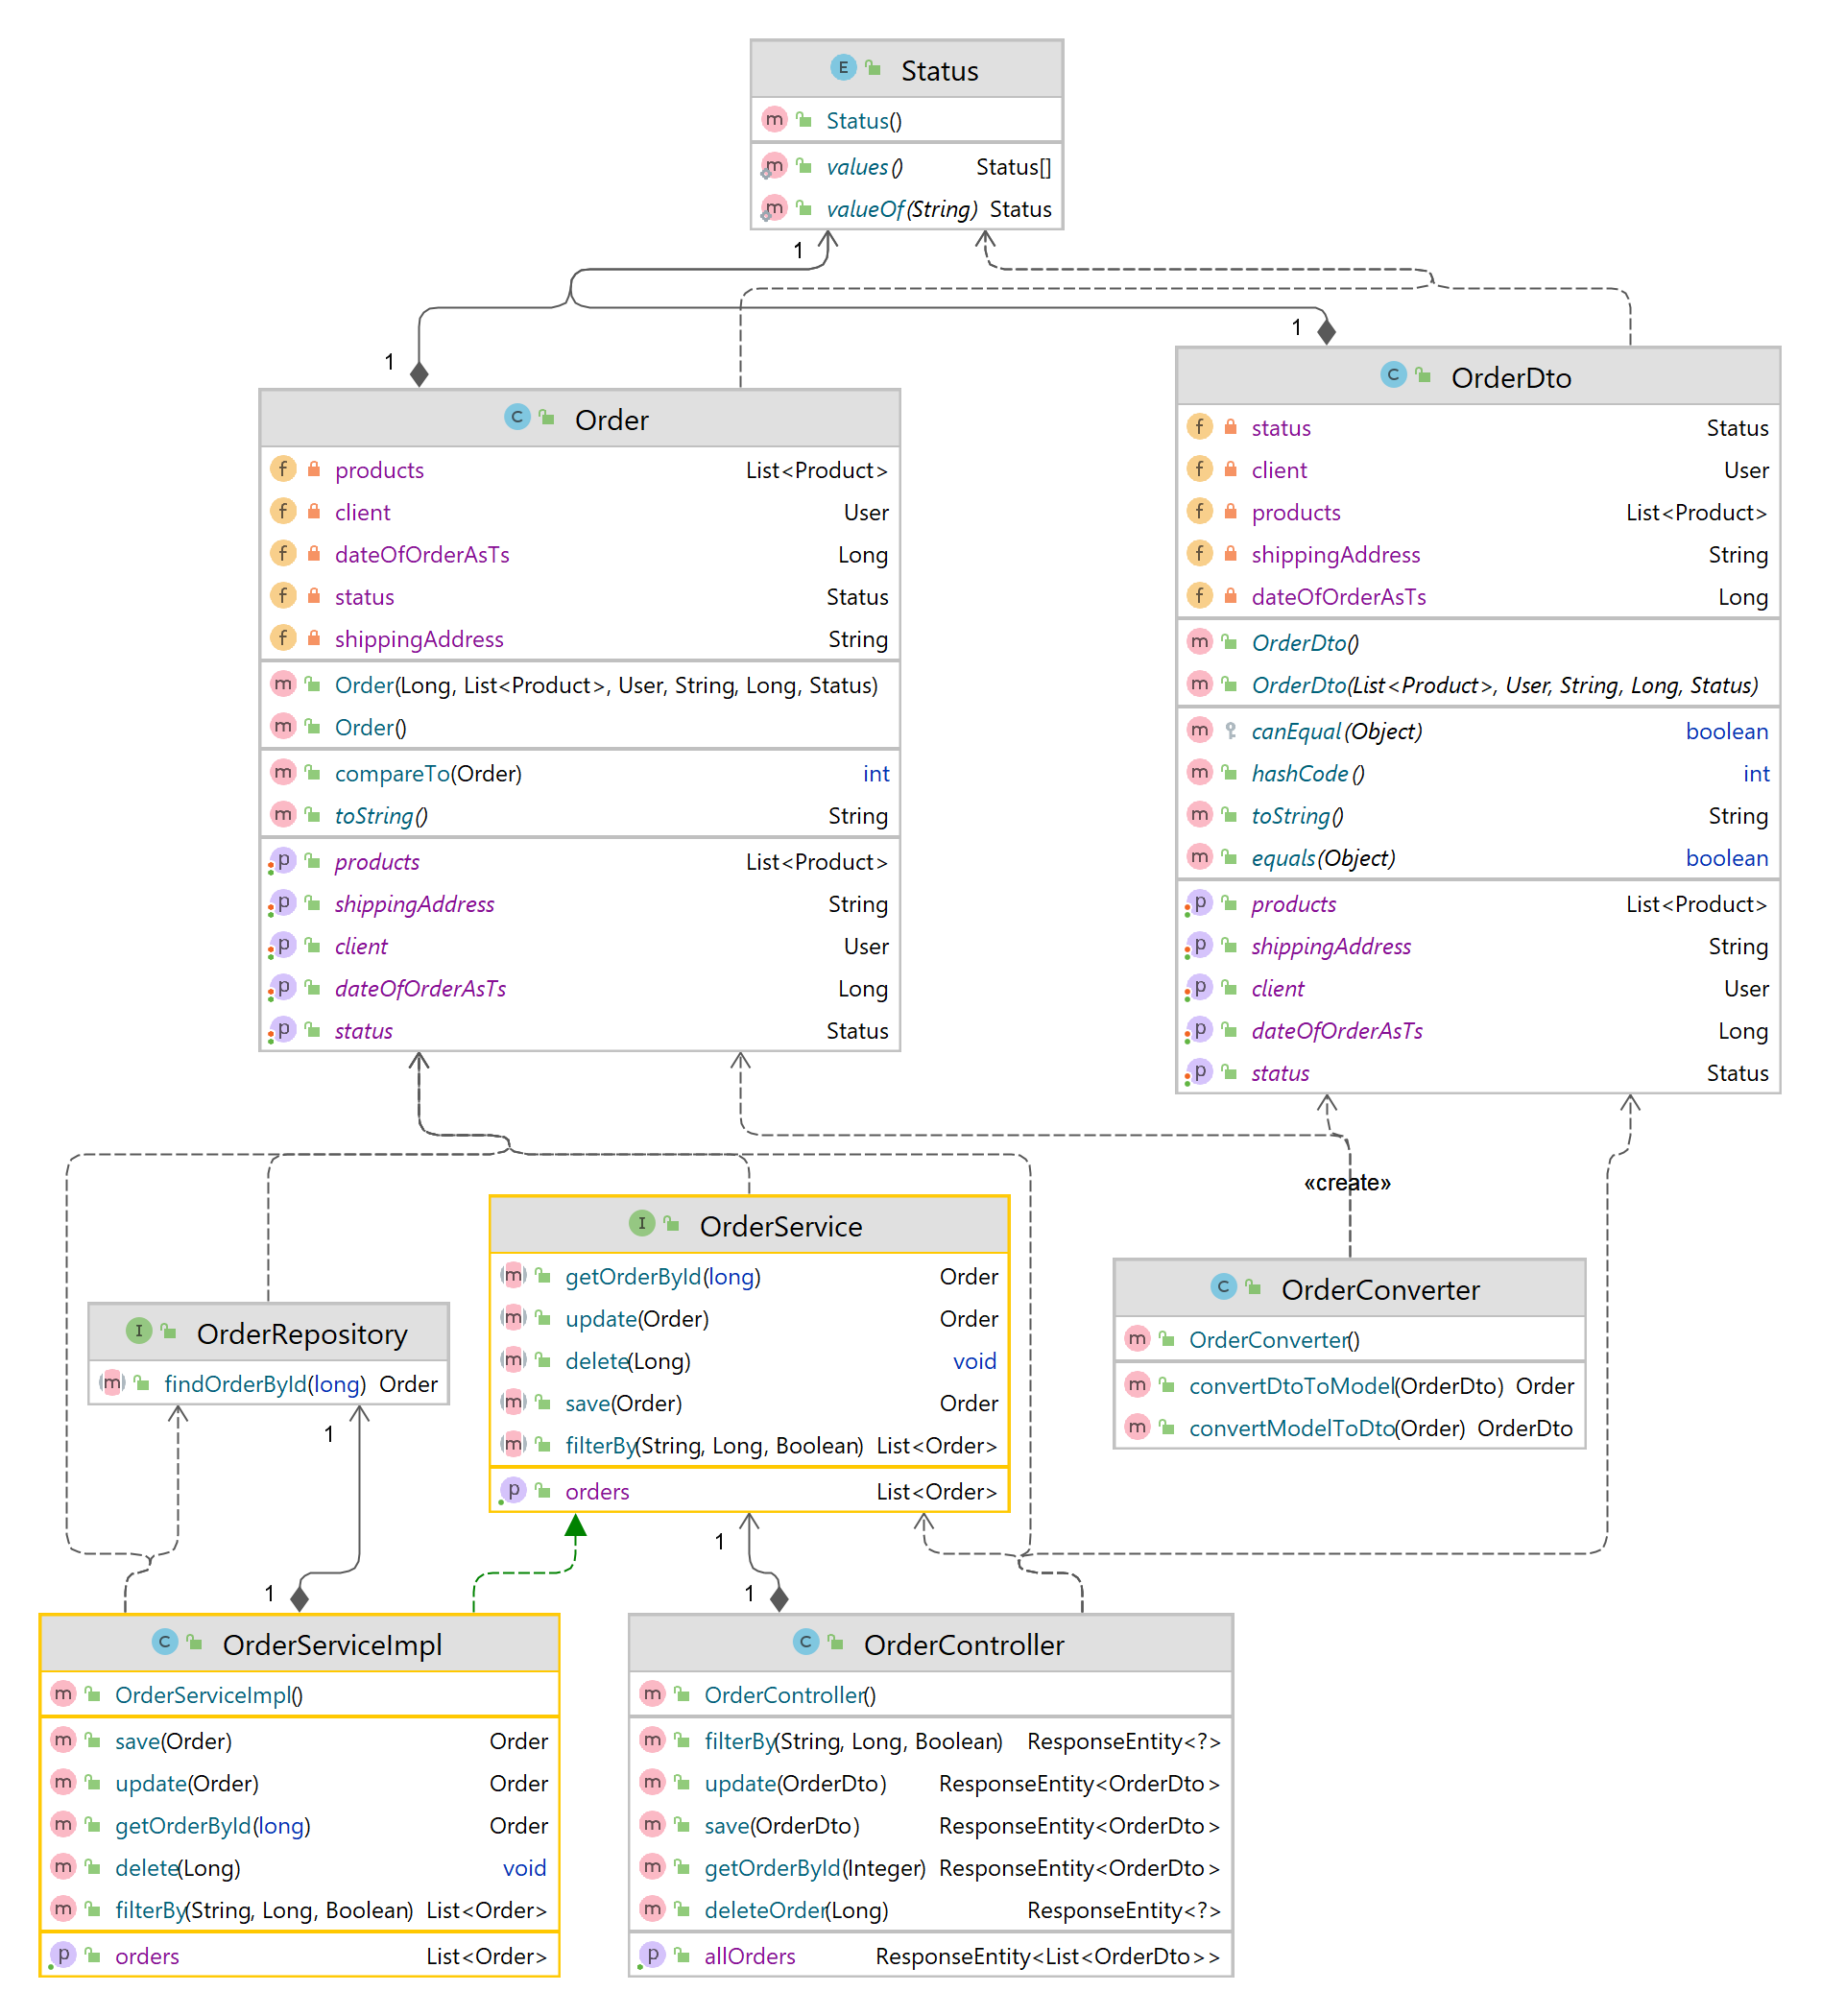 E Status
m Status()
m values() Status[]
m valueOf(String) Status
1
1
1
C Order
f products List<Product>
f client User
f dateOfOrderAsTs Long
f status Status
f shippingAddress String
m Order(Long, List<Product>, User, String, Long, Status)
m Order()
m compareTo(Order) int
m toString() String
p products List<Product>
p shippingAddress String
p client User
p dateOfOrderAsTs Long
p status Status
C OrderDto
f status Status
f client User
f products List<Product>
f shippingAddress String
f dateOfOrderAsTs Long
m OrderDto()
m OrderDto(List<Product>, User, String, Long, Status)
m canEqual(Object) boolean
m hashCode() int
m toString() String
m equals(Object) boolean
p products List<Product>
p shippingAddress String
p client User
p dateOfOrderAsTs Long
p status Status
«create»
I OrderService
m getOrderById(long) Order
m update(Order) Order
m delete(Long) void
m save(Order) Order
m filterBy(String, Long, Boolean) List<Order>
p orders List<Order>
C OrderConverter
m OrderConverter()
m convertDtoToModel(OrderDto) Order
m convertModelToDto(Order) OrderDto
I OrderRepository
m findOrderById(long) Order
1
1
1
1
C OrderServiceImpl
m OrderServiceImpl()
m save(Order) Order
m update(Order) Order
m getOrderById(long) Order
m delete(Long) void
m filterBy(String, Long, Boolean) List<Order>
p orders List<Order>
C OrderController
m OrderController()
m filterBy(String, Long, Boolean) ResponseEntity<?>
m update(OrderDto) ResponseEntity<OrderDto>
m save(OrderDto) ResponseEntity<OrderDto>
m getOrderById(Integer) ResponseEntity<OrderDto>
m deleteOrder(Long) ResponseEntity<?>
p allOrders ResponseEntity<List<OrderDto>>